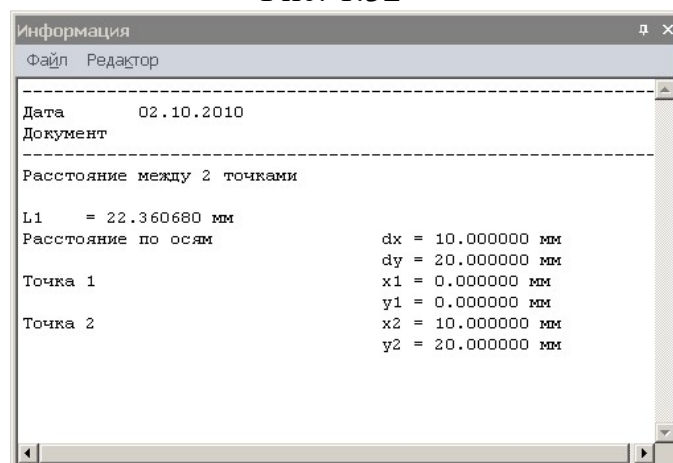 Информация
Файл Редактор
Дата 02.10.2010
Документ
Расстояние между 2 точками
L1 = 22.360680 мм
Расстояние по осям dx = 10.000000 мм
dy = 20.000000 мм
Точка 1 x1 = 0.000000 мм
y1 = 0.000000 мм
Точка 2 x2 = 10.000000 мм
y2 = 20.000000 мм